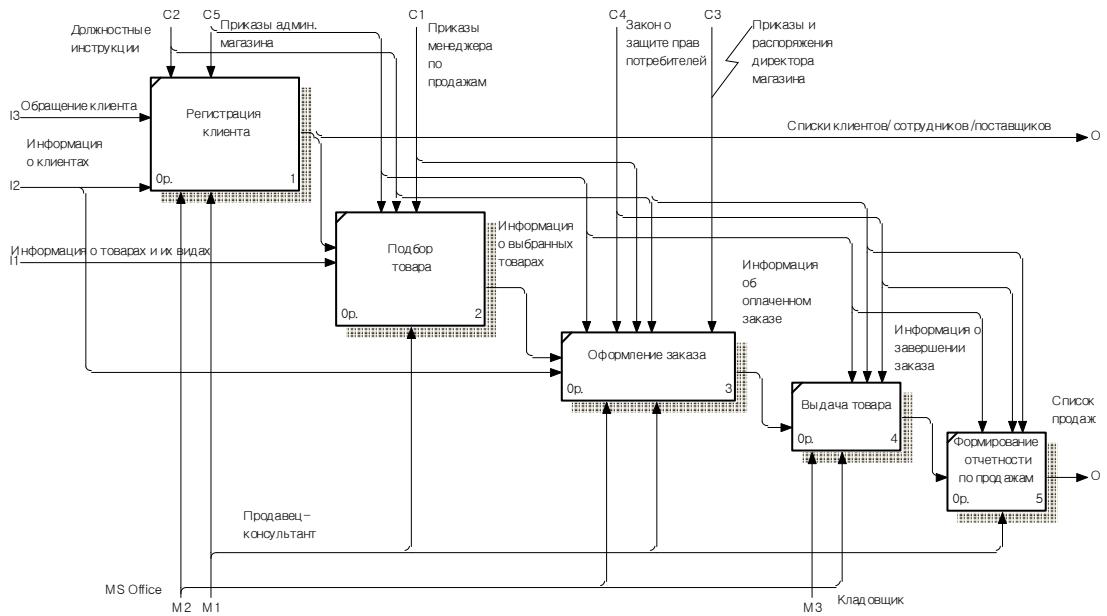 C2
C5
C1
C4
C3
Должностные
инструкции
Приказы админ.
магазина
Приказы
менеджера
по
продажам
Закон о
защите прав
потребителей
Приказы и
распоряжения
директора
магазина
I3
Обращение клиента
Информация
о клиентах
I2
Регистрация
клиента
0р.
1
Списки клиентов/ сотрудников /поставщиков
O
Информация о товарах и их видах
I1
Подбор
товара
0р.
2
Информация
о выбранных
товарах
Оформление заказа
0р.
3
Информация
об
оплаченном
заказе
Выдача товара
0р.
4
Информация о
завершении
заказа
Формирование
отчетности
по продажам
0р.
5
Список
продаж
O
Продавец–
консультант
MS Office
M2
M1
M3
Кладовщик